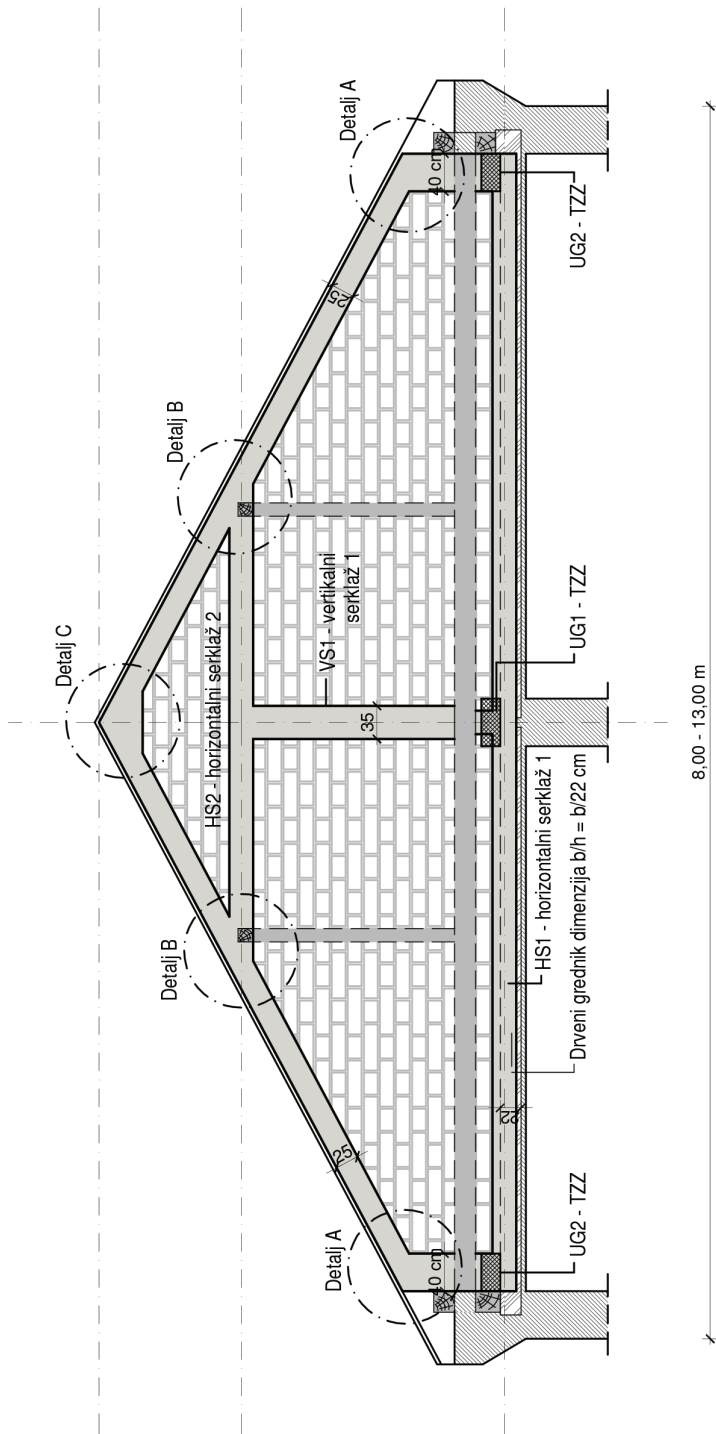 Detalj C
Detalj B
Detalj B
Detalj A
Detalj A
HS2 - horizontalni serklaž 2
VS1 - vertikalni
serklaž 1
25
25
35
40 cm
40 cm
22
UG2 - TZZ
UG1 - TZZ
UG2 - TZZ
HS1 - horizontalni serklaž 1
Drveni grednik dimenzija b/h = b/22 cm
8,00 - 13,00 m